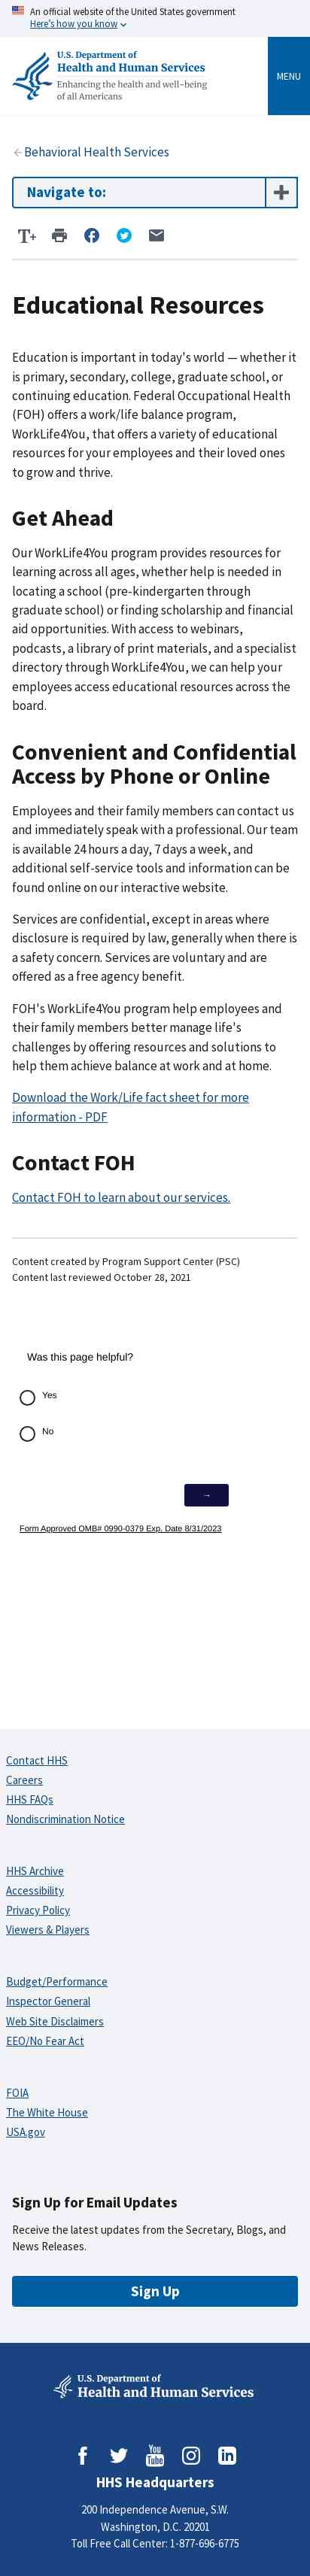 An official website of the United States government
Here's how you know
U.S. Department of
Health and Human Services
Enhancing the health and well-being
of all Americans
MENU
Behavioral Health Services
Navigate to:
T+
Educational Resources
Education is important in today's world — whether it
is primary, secondary, college, graduate school, or
continuing education. Federal Occupational Health
(FOH) offers a work/life balance program,
WorkLife4You, that offers a variety of educational
resources for your employees and their loved ones
to grow and thrive.
Get Ahead
Our WorkLife4You program provides resources for
learning across all ages, whether help is needed in
locating a school (pre-kindergarten through
graduate school) or finding scholarship and financial
aid opportunities. With access to webinars,
podcasts, a library of print materials, and a specialist
directory through WorkLife4You, we can help your
employees access educational resources across the
board.
Convenient and Confidential
Access by Phone or Online
Employees and their family members can contact us
and immediately speak with a professional. Our team
is available 24 hours a day, 7 days a week, and
additional self-service tools and information can be
found online on our interactive website.
Services are confidential, except in areas where
disclosure is required by law, generally when there is
a safety concern. Services are voluntary and are
offered as a free agency benefit.
FOH's WorkLife4You program help employees and
their family members better manage life's
challenges by offering resources and solutions to
help them achieve balance at work and at home.
Download the Work/Life fact sheet for more
information - PDF
Contact FOH
Contact FOH to learn about our services.
Content created by Program Support Center (PSC)
Content last reviewed October 28, 2021
Was this page helpful?
Yes
No
→
Form Approved OMB# 0990-0379 Exp. Date 8/31/2023
Contact HHS
Careers
HHS FAQs
Nondiscrimination Notice
HHS Archive
Accessibility
Privacy Policy
Viewers & Players
Budget/Performance
Inspector General
Web Site Disclaimers
EEO/No Fear Act
FOIA
The White House
USA.gov
Sign Up for Email Updates
Receive the latest updates from the Secretary, Blogs, and
News Releases.
Sign Up
U.S. Department of
Health and Human Services
You
Tube
HHS Headquarters
200 Independence Avenue, S.W.
Washington, D.C. 20201
Toll Free Call Center: 1-877-696-6775